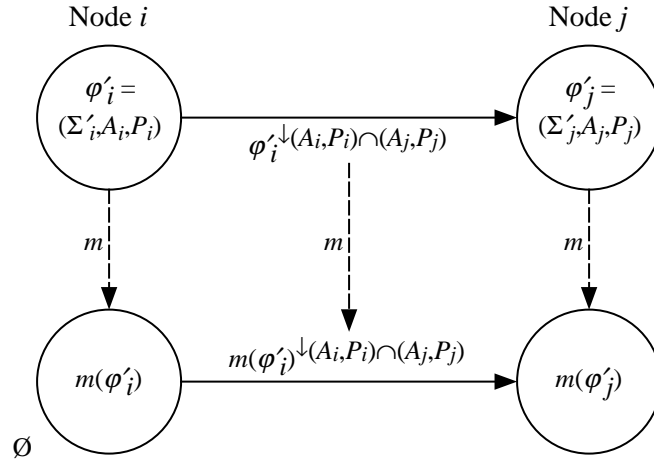 Node i Node j
φ′i = φ′j =
(Σ′i,Ai,Pi) (Σ′j,Aj,Pj)
φ′i↓(Ai,Pi)∩(Aj,Pj)
m m m
m(φ′i)↓(Ai,Pi)∩(Aj,Pj)
m(φ′i) m(φ′j)
Ø